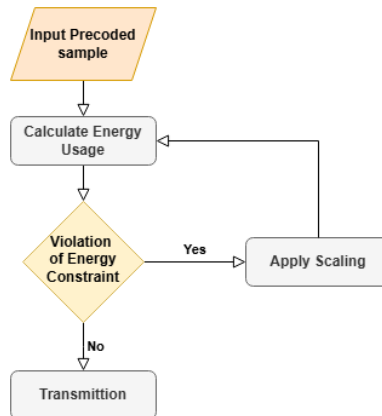 Input Precoded
sample
Calculate Energy
Usage
Violation
of Energy
Constraint
Yes
Apply Scaling
No
Transmittion